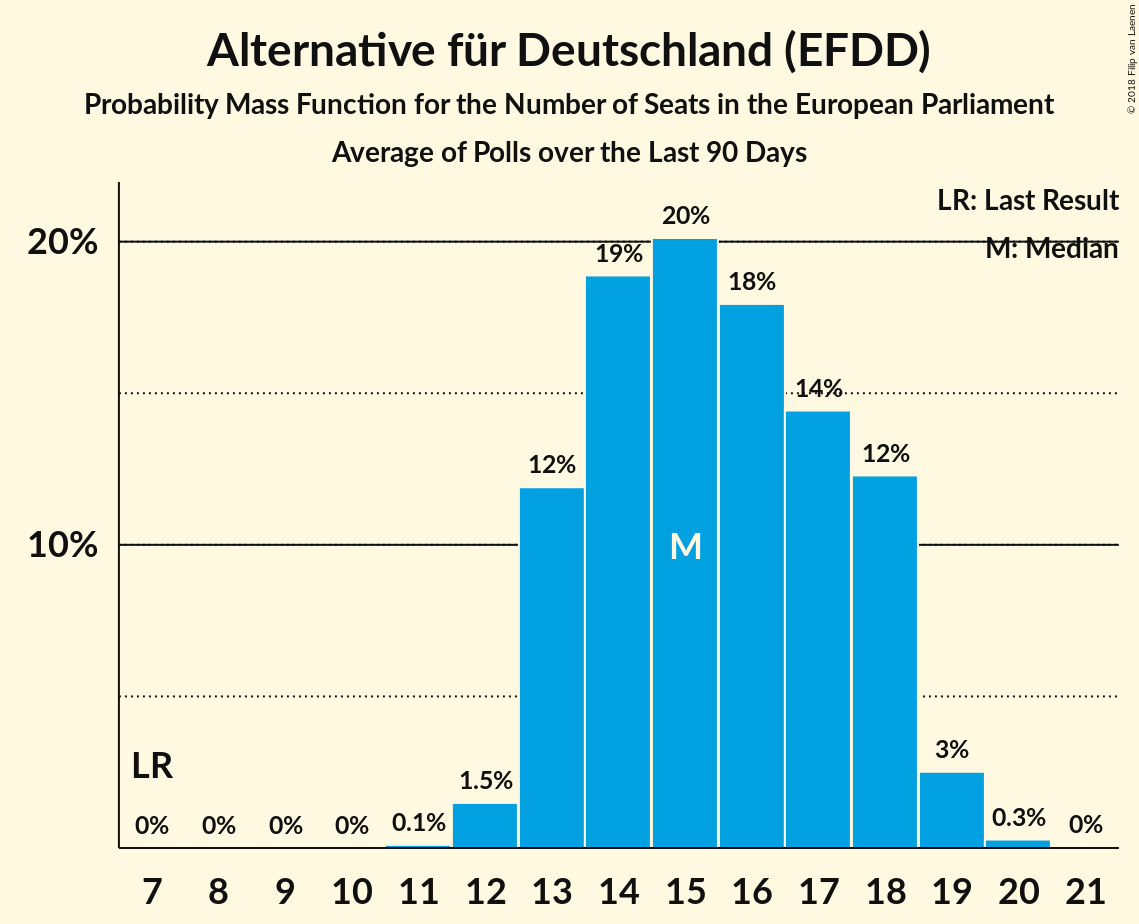 Alternative für Deutschland (EFDD)
Probability Mass Function for the Number of Seats in the European Parliament
Average of Polls over the Last 90 Days
© 2018 Filip van Laenen
LR: Last Result
M: Median
20%
10%
LR
0%
0%
0%
0%
0.1%
1.5%
12%
19%
20%
18%
14%
12%
3%
0.3%
0%
M
7 8 9 10 11 12 13 14 15 16 17 18 19 20 21